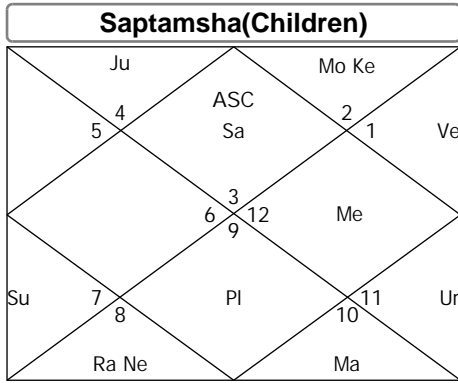 Saptamsha(Children)
Ju
Mo Ke
ASC
Sa
4
2
5
1
Ve
3
6
12
9
Me
Su
7
8
Pl
11
10
Ur
Ra Ne
Ma